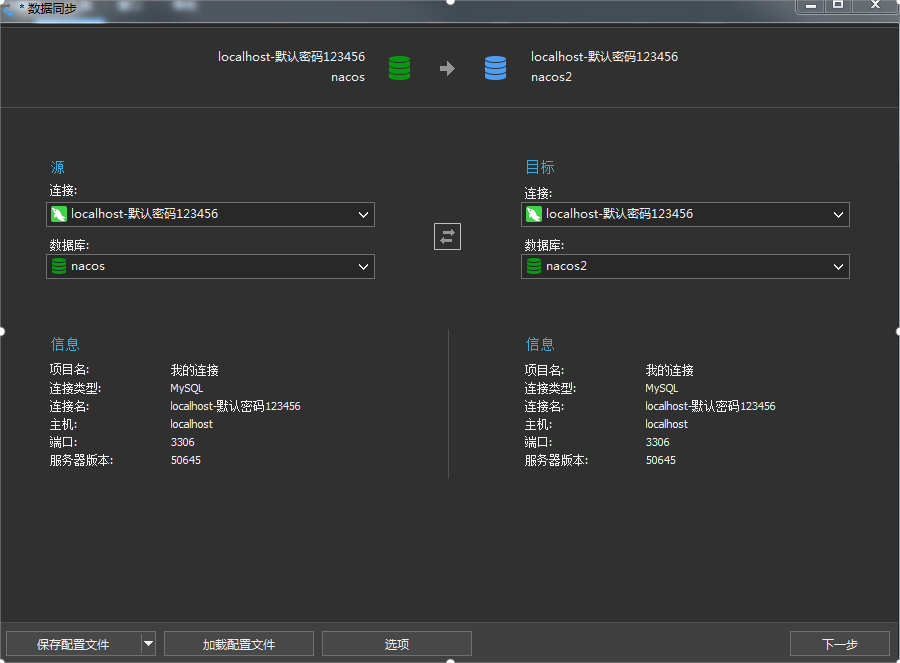 * 数据同步
localhost-默认密码123456
nacos
localhost-默认密码123456
nacos2
源
连接:
localhost-默认密码123456
数据库:
nacos
目标
连接:
localhost-默认密码123456
数据库:
nacos2
信息
项目名: 我的连接
连接类型: MySQL
连接名: localhost-默认密码123456
主机: localhost
端口: 3306
服务器版本: 50645
信息
项目名: 我的连接
连接类型: MySQL
连接名: localhost-默认密码123456
主机: localhost
端口: 3306
服务器版本: 50645
保存配置文件
加载配置文件
选项
下一步